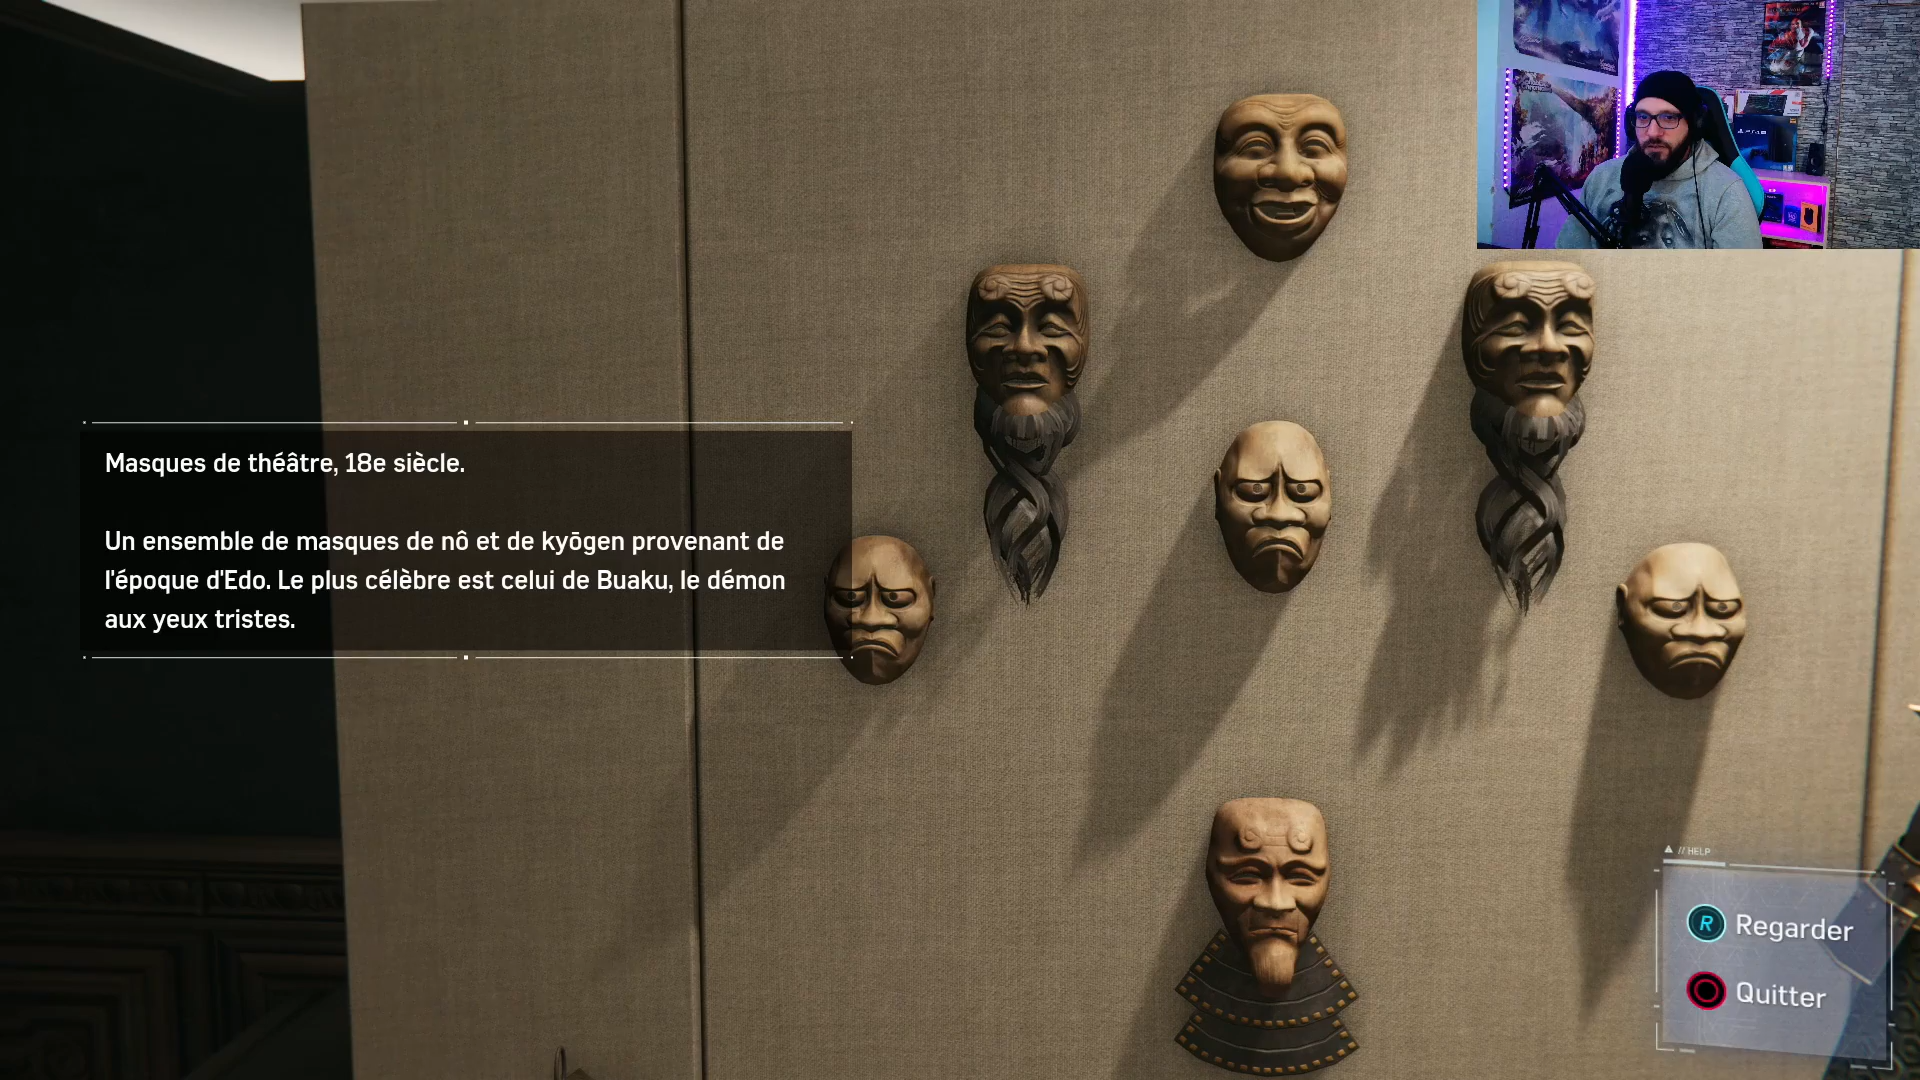 Masques de théâtre, 18e siècle.
Un ensemble de masques de nô et de kyōgen provenant de
l'époque d'Edo. Le plus célèbre est celui de Buaku, le démon
aux yeux tristes.
// HELP
R Regarder
Quitter